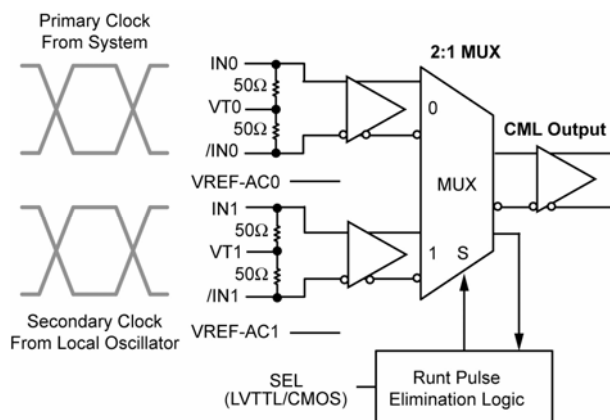 Primary Clock
From System
IN0
50Ω
VT0
50Ω
/IN0
VREF-AC0
IN1
50Ω
VT1
50Ω
/IN1
VREF-AC1
Secondary Clock
From Local Oscillator
2:1 MUX
0
MUX
1 S
CML Output
SEL
(LVTTL/CMOS)
Runt Pulse
Elimination Logic